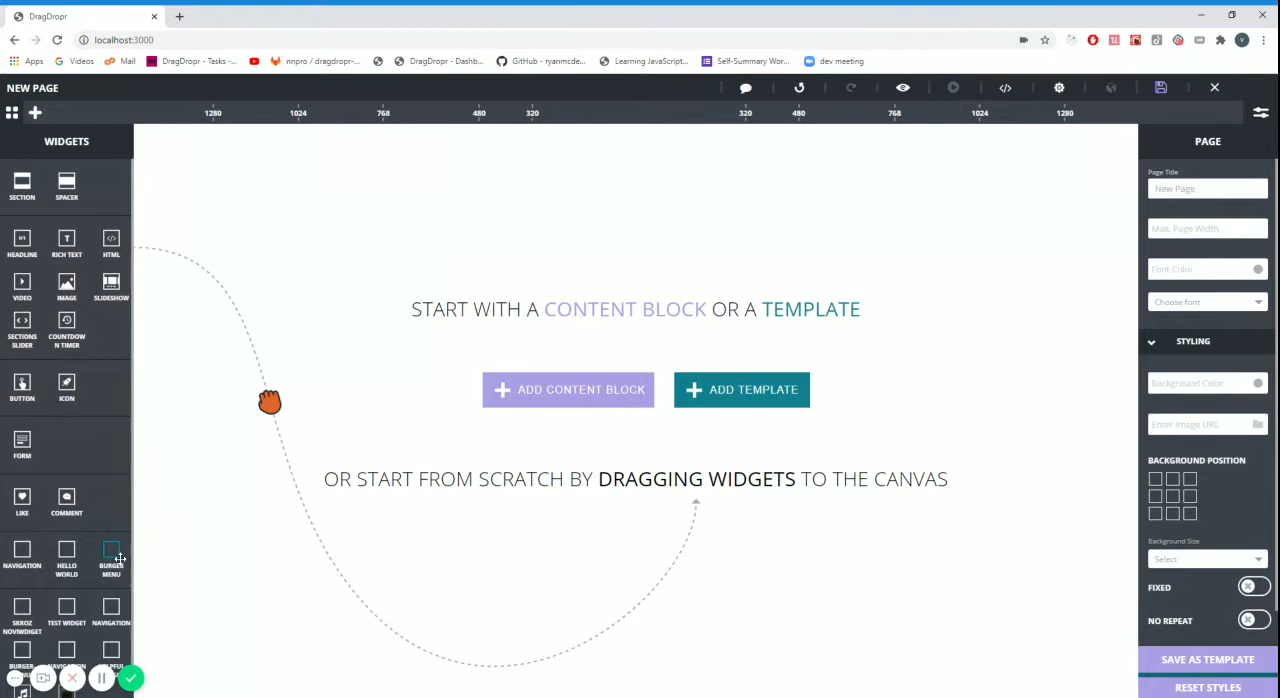 DragDropr
localhost:3000
Apps
Videos
Mail
DragDropr - Tasks -...
nnpro / dragdropr-...
DragDropr - Dashb...
GitHub - ryanmcde...
Learning JavaScript...
Self-Summary Wor...
dev meeting
NEW PAGE
1280 1024 768 480 320 320 480 768 1024 1280
WIDGETS
SECTION SPACER
HEADLINE RICH TEXT HTML
VIDEO IMAGE SLIDESHOW
SECTIONS
SLIDER
COUNTDOW
N TIMER
BUTTON ICON
FORM
LIKE COMMENT
NAVIGATION
HELLO
WORLD
BURGER
MENU
SKROZ
NOVIWDIGET
TEST WIDGET NAVIGATION
START WITH A CONTENT BLOCK OR A TEMPLATE
ADD CONTENT BLOCK
ADD TEMPLATE
OR START FROM SCRATCH BY DRAGGING WIDGETS TO THE CANVAS
PAGE
Page Title
New Page
Max. Page Width
Font Color
Choose font
STYLING
Background Color
Enter Image URL
BACKGROUND POSITION
Background Size
Select
FIXED
NO REPEAT
SAVE AS TEMPLATE
RESET STYLES